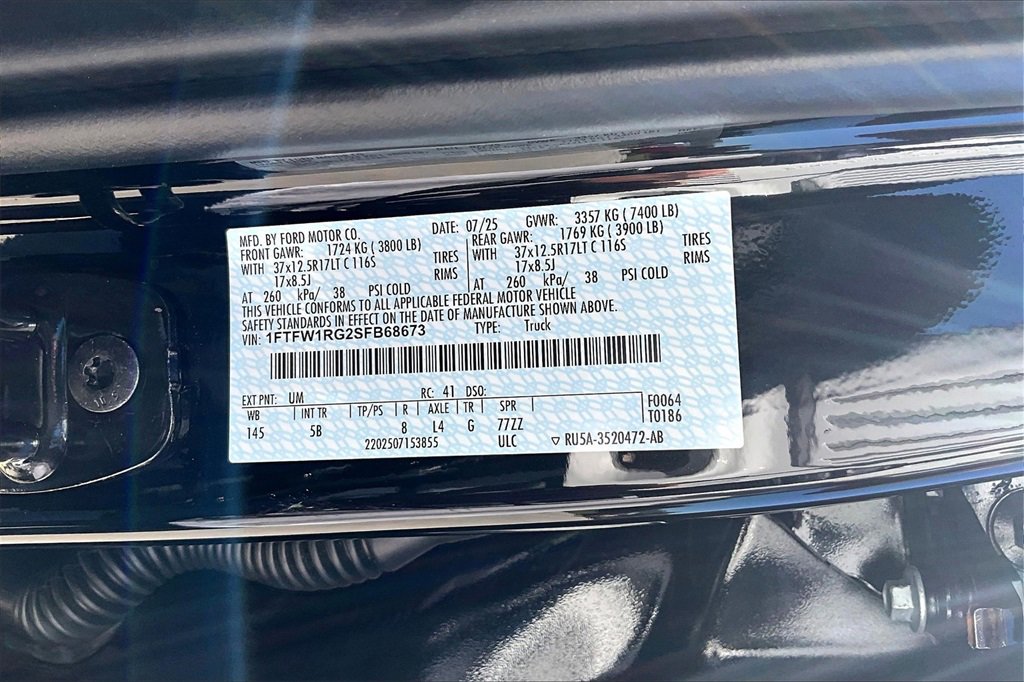 MFD. BY FORD MOTOR CO. DATE: 07/25 GVWR: 3357 KG ( 7400 LB)
FRONT GAWR: 1724 KG ( 3800 LB) REAR GAWR: 1769 KG ( 3900 LB)
WITH 37x12.5R17LT C 116S TIRES WITH 37x12.5R17LT C 116S TIRES
17x8.5J RIMS 17x8.5J RIMS
AT 260 kPa/ 38 PSI COLD AT 260 kPa/ 38 PSI COLD
THIS VEHICLE CONFORMS TO ALL APPLICABLE FEDERAL MOTOR VEHICLE
SAFETY STANDARDS IN EFFECT ON THE DATE OF MANUFACTURE SHOWN ABOVE.
VIN: 1FTFW1RG2SFB68673 TYPE: Truck
EXT PNT: UM RC: 41 DSO: F0064
WB INT TR TP/PS R AXLE TR SPR T0186
145 5B 8 L4 G 77ZZ
2202507153855 ULC ▽ RU5A-3520472-AB